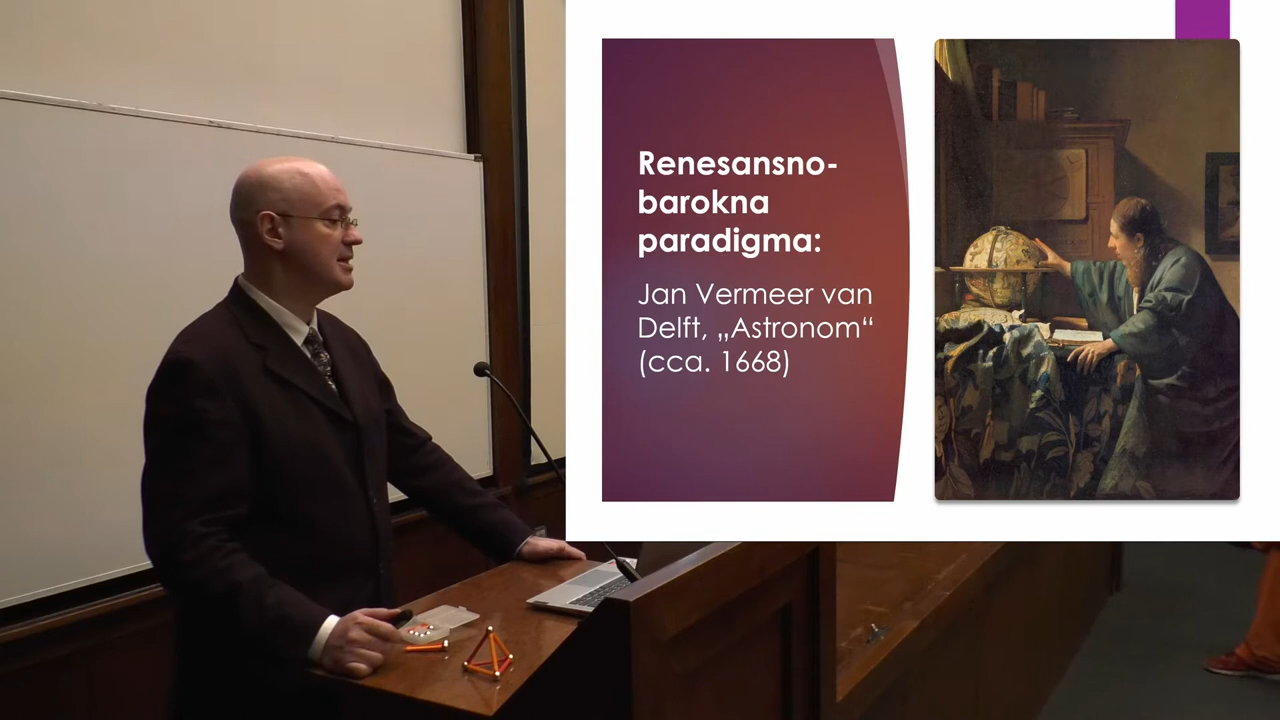 Renesansno-
barokna
paradigma:
Jan Vermeer van
Delft, „Astronom“
(cca. 1668)